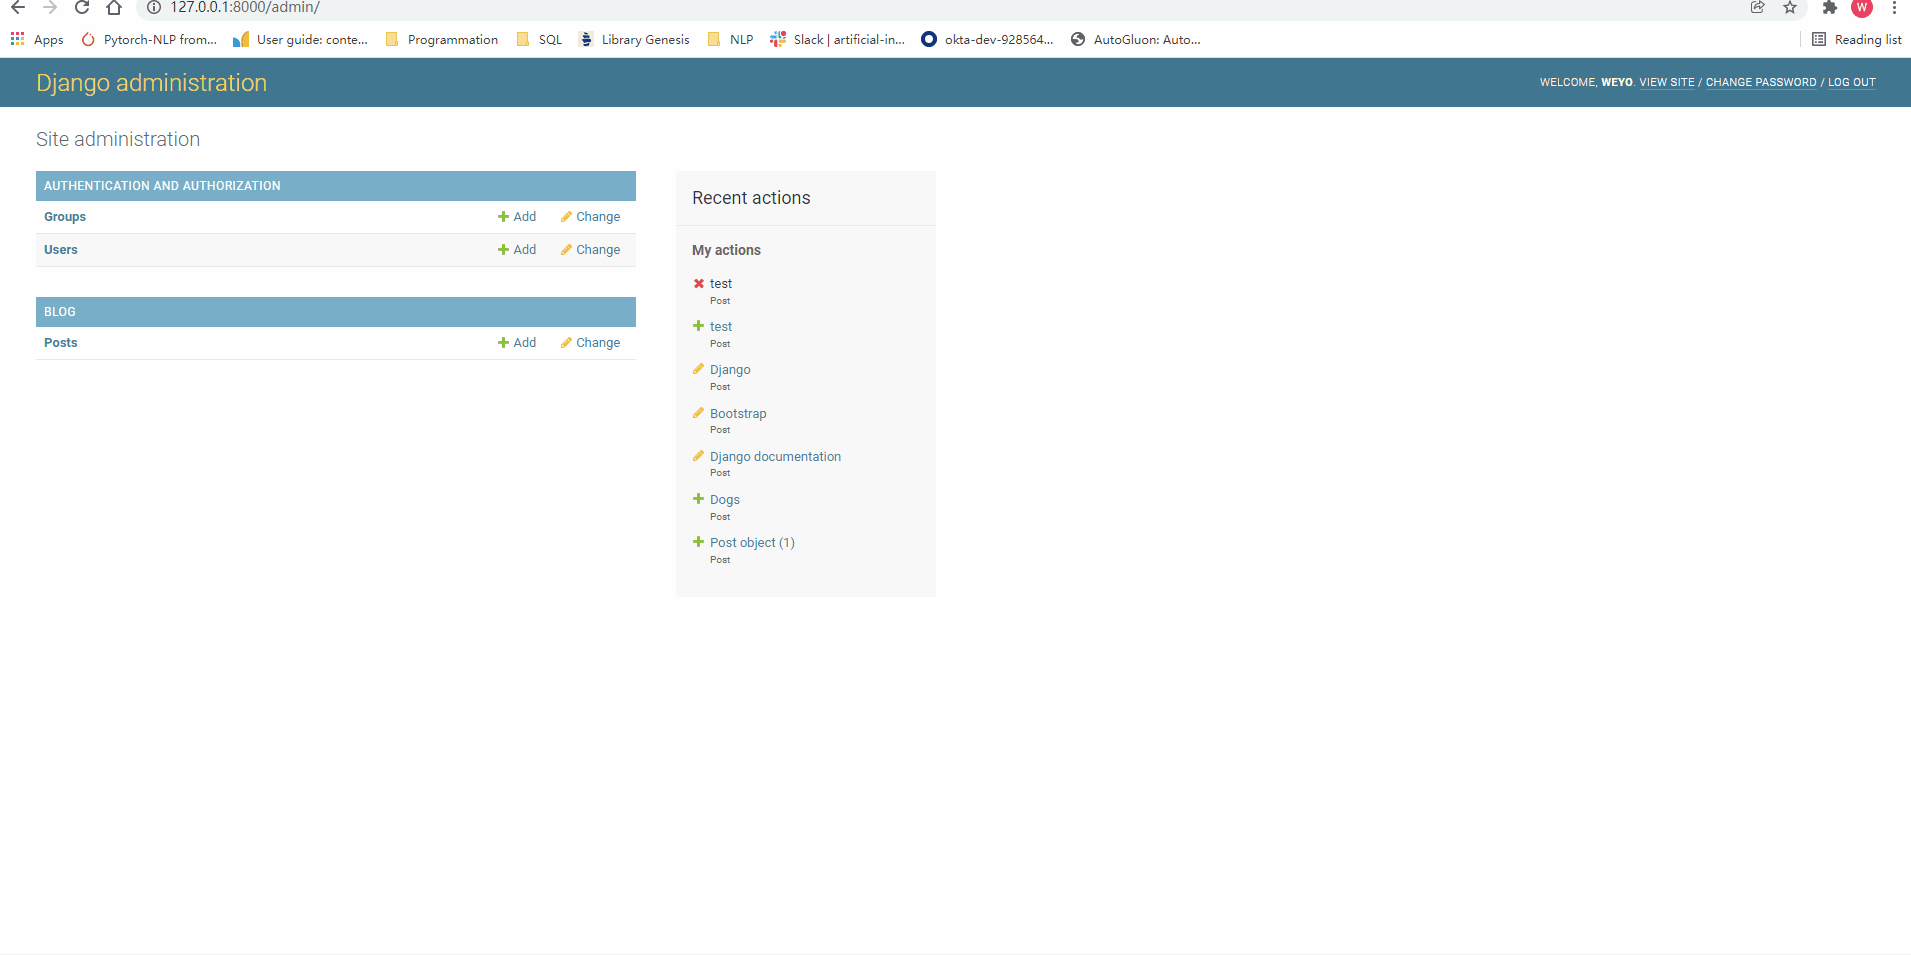 127.0.0.1:8000/admin/
W
Apps Pytorch-NLP from... User guide: conte... Programmation SQL Library Genesis NLP Slack | artificial-in... okta-dev-928564... AutoGluon: Auto... Reading list
Django administration
WELCOME, WEYO. VIEW SITE / CHANGE PASSWORD / LOG OUT
Site administration
AUTHENTICATION AND AUTHORIZATION
Groups Add Change
Users Add Change
BLOG
Posts Add Change
Recent actions
My actions
test
Post
test
Post
Django
Post
Bootstrap
Post
Django documentation
Post
Dogs
Post
Post object (1)
Post